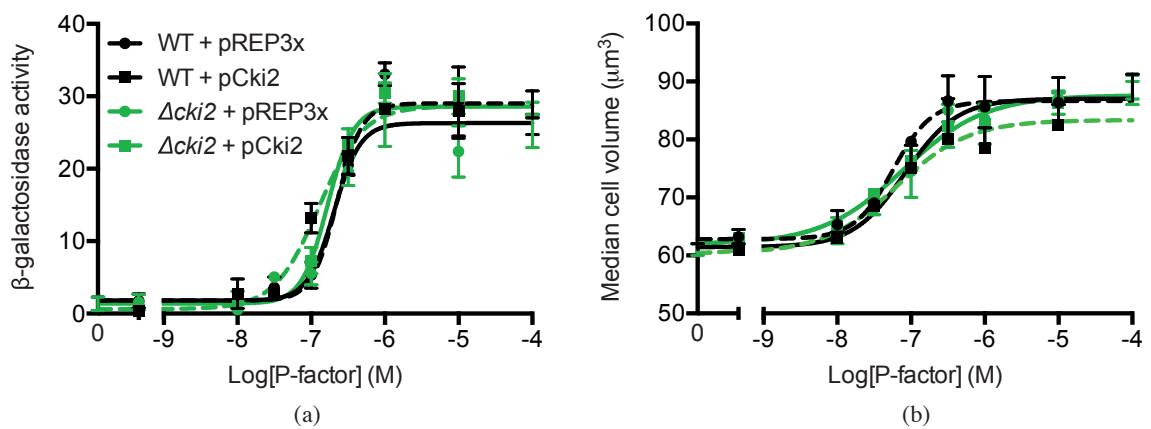 β-galactosidase activity
40
30
20
10
0
WT + pREP3x
WT + pCki2
Δcki2 + pREP3x
Δcki2 + pCki2
0 -9 -8 -7 -6 -5 -4
Log[P-factor] (M)
(a)
Median cell volume (μm³)
100
90
80
70
60
50
0 -9 -8 -7 -6 -5 -4
Log[P-factor] (M)
(b)